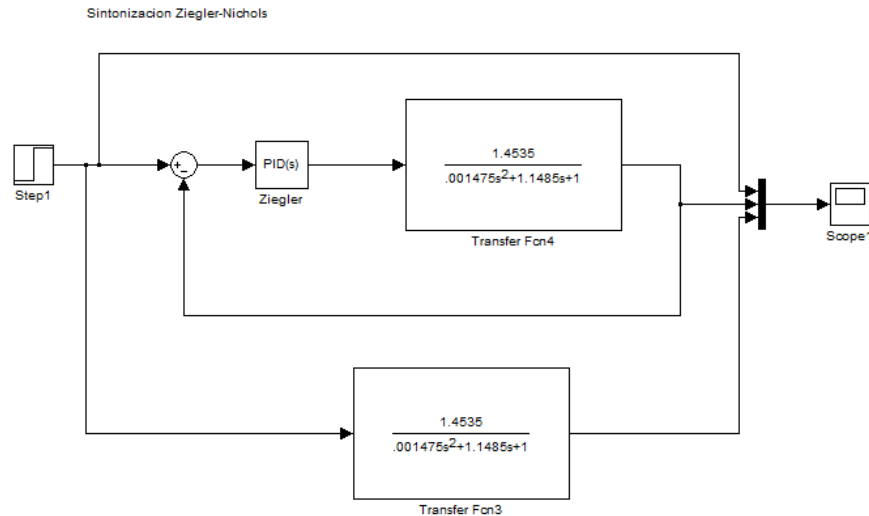 Sintonizacion Ziegler-Nichols
Step1
PID(s)
Ziegler
1.4535
.001475s²+1.1485s+1
Transfer Fcn4
Scope1
1.4535
.001475s²+1.1485s+1
Transfer Fcn3